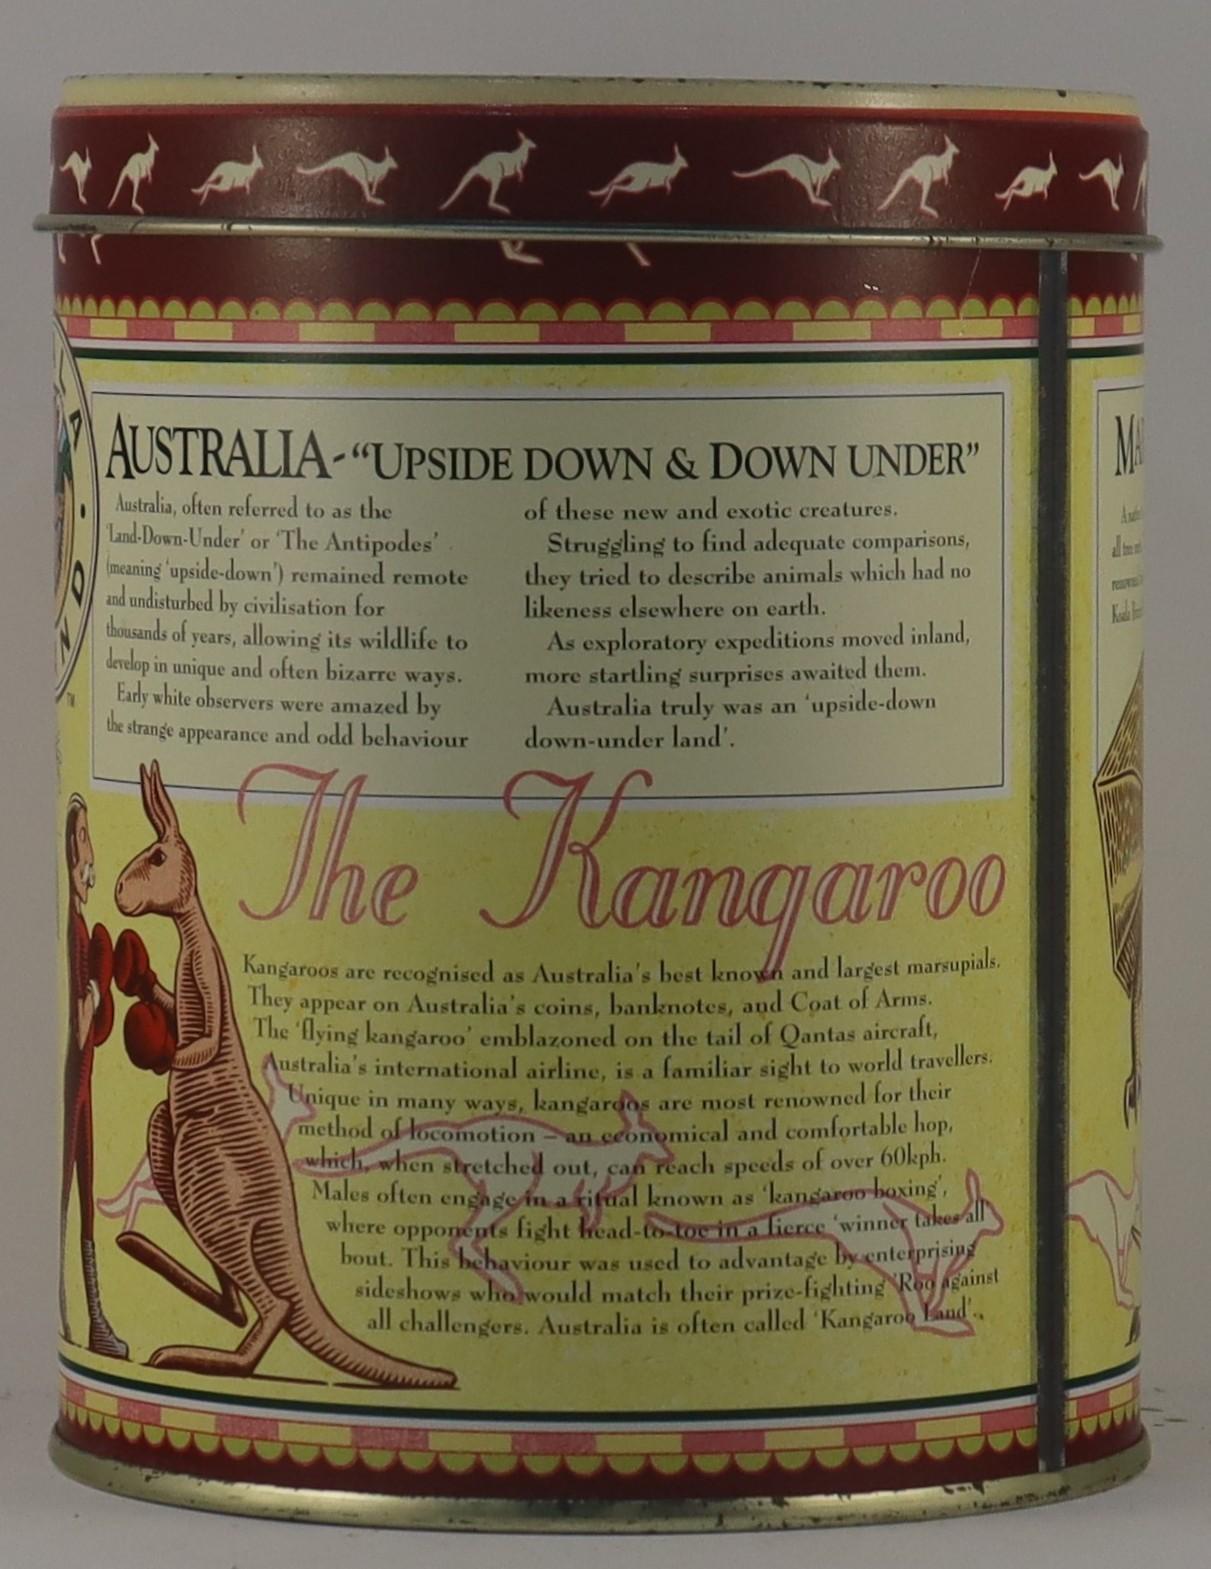 AUSTRALIA-“UPSIDE DOWN & DOWN UNDER”
Australia, often referred to as the
'Land-Down-Under' or 'The Antipodes'
(meaning 'upside-down') remained remote
and undisturbed by civilisation for
thousands of years, allowing its wildlife to
develop in unique and often bizarre ways.
Early white observers were amazed by
the strange appearance and odd behaviour
of these new and exotic creatures.
Struggling to find adequate comparisons,
they tried to describe animals which had no
likeness elsewhere on earth.
As exploratory expeditions moved inland,
more startling surprises awaited them.
Australia truly was an 'upside-down
down-under land'.
The Kangaroo
Kangaroos are recognised as Australia's best known and largest marsupials.
They appear on Australia's coins, banknotes, and Coat of Arms.
The 'flying kangaroo' emblazoned on the tail of Qantas aircraft,
Australia's international airline, is a familiar sight to world travellers.
Unique in many ways, kangaroos are most renowned for their
method of locomotion – an economical and comfortable hop,
which, when stretched out, can reach speeds of over 60kph.
Males often engage in a ritual known as 'kangaroo boxing',
where opponents fight head-to-toe in a fierce 'winner takes all'
bout. This behaviour was used to advantage by enterprising
sideshows who would match their prize-fighting 'Roo against
all challengers. Australia is often called 'Kangaroo Land'.
TM